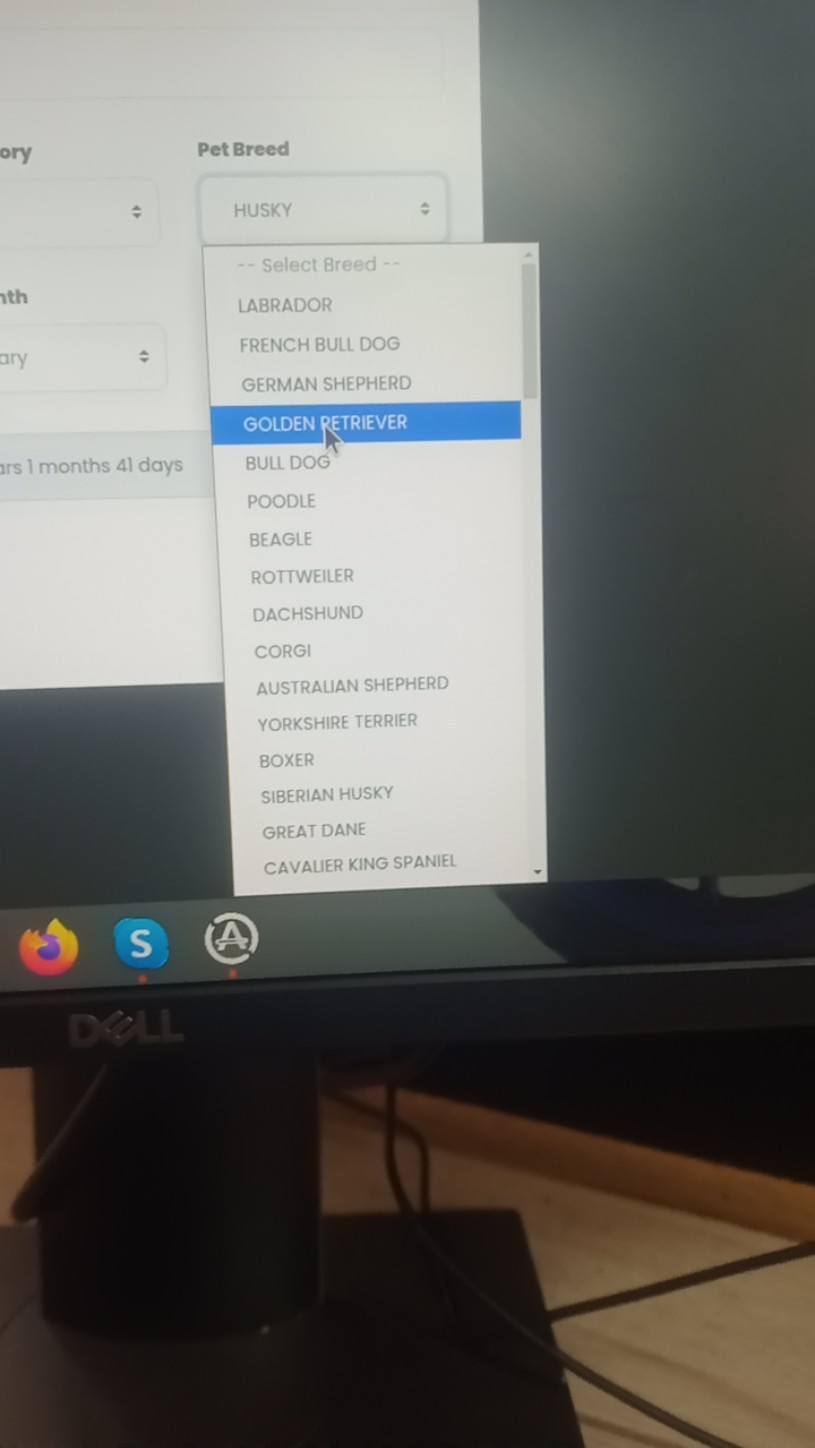 ory
Pet Breed
HUSKY
-- Select Breed --
nth
LABRADOR
FRENCH BULL DOG
ary
GERMAN SHEPHERD
GOLDEN RETRIEVER
ars 1 months 41 days
BULL DOG
POODLE
BEAGLE
ROTTWEILER
DACHSHUND
CORGI
AUSTRALIAN SHEPHERD
YORKSHIRE TERRIER
BOXER
SIBERIAN HUSKY
GREAT DANE
CAVALIER KING SPANIEL
S
A
DELL